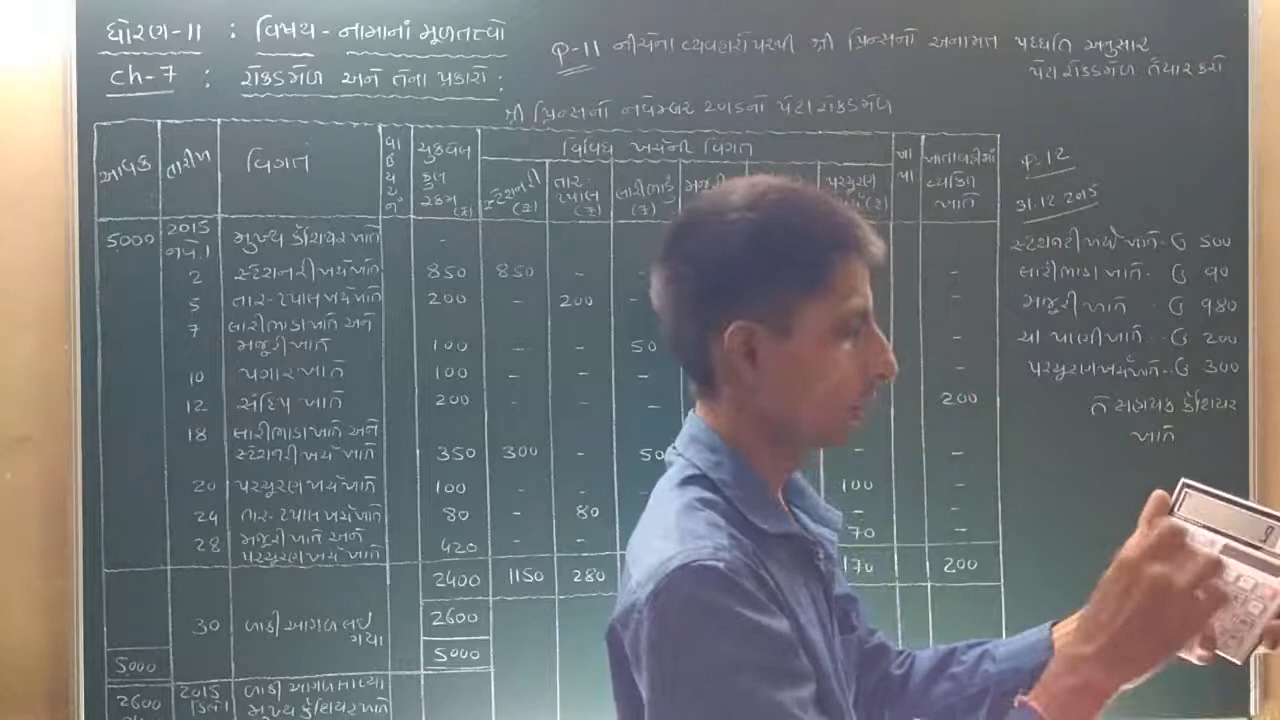 ધોરણ-11 : વિષય - નામાનાં મૂળતત્વો
Ch-7 : રોકડમેળ અને તેના પ્રકારો :
Q-11 નીચેના વ્યવહારો પરથી શ્રી પ્રિન્સનો અનામત પધ્ધતિ અનુસાર
પેટા રોકડમેળ તૈયાર કરો
શ્રી પ્રિન્સનો નવેમ્બર 2015નો પેટા રોકડમેળ
આવક તારીખ વિગત વાઉચર નં ચુકવેલ કુલ રકમ (રૂ) વિવિધ ખર્ચની વિગત ખા પા ખાતાવહીમાં વ્યક્તિ ખાતે
સ્ટેશનરી (રૂ) તાર-ટપાલ (રૂ) લારીભાડું (રૂ) મજૂરી પરચુરણ
5000 2015 નવે.1 મુખ્ય કેશિયર ખાતે -
2 સ્ટેશનરી ખર્ચ ખાતે 850 850 - - -
5 તાર-ટપાલ ખર્ચ ખાતે 200 - 200 - -
7 લારીભાડા ખાતે અને
મજૂરી ખાતે 100 - - 50 -
10 પગાર ખાતે 100 - - - -
12 સંદિપ ખાતે 200 - - - 200
18 લારીભાડા ખાતે અને
સ્ટેશનરી ખર્ચ ખાતે 350 300 - 50 - -
20 પરચુરણ ખર્ચ ખાતે 100 - - - 100 -
24 તાર-ટપાલ ખર્ચ ખાતે 80 - 80 - - -
28 મજૂરી ખાતે અને
પરચુરણ ખર્ચ ખાતે 420 - - 70 -
2400 1150 280 170 200
30 બાકી આગળ લઈ ગયા 2600
5000 5000
2600 2015 ડિસે.1 બાકી આગળ લાવ્યા
મુખ્ય કેશિયર ખાતે
Q-12
31.12.2015
સ્ટેશનરી ખર્ચ ખાતે - ઉ 500
લારીભાડા ખાતે - ઉ 90
મજૂરી ખાતે - ઉ 980
ચા પાણી ખાતે - ઉ 200
પરચુરણ ખર્ચ ખાતે - ઉ 300
તે સહાયક કેશિયર
ખાતે